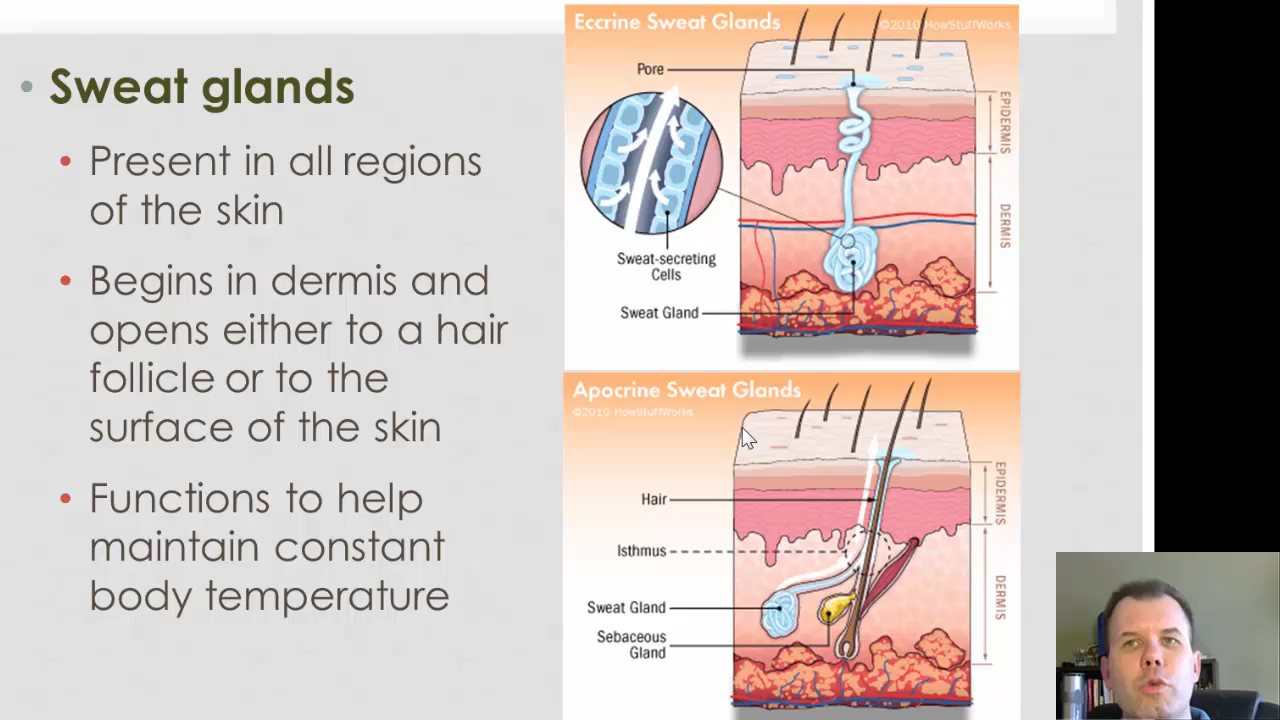 • Sweat glands
• Present in all regions
of the skin
• Begins in dermis and
opens either to a hair
follicle or to the
surface of the skin
• Functions to help
maintain constant
body temperature
Eccrine Sweat Glands
©2010 HowStuffWorks
Pore
EPIDERMIS
DERMIS
Sweat-secreting
Cells
Sweat Gland
Apocrine Sweat Glands
©2010 HowStuffWorks
Hair
EPIDERMIS
Isthmus
DERMIS
Sweat Gland
Sebaceous
Gland